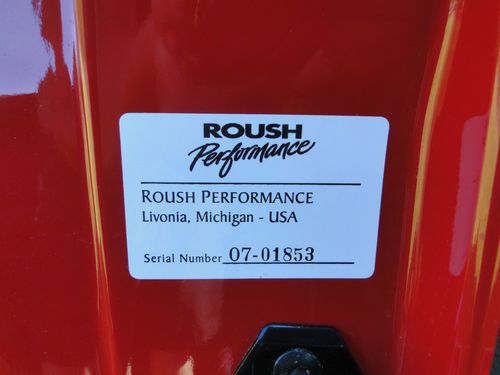 ROUSH
Performance
ROUSH PERFORMANCE
Livonia, Michigan - USA
Serial Number 07-01853